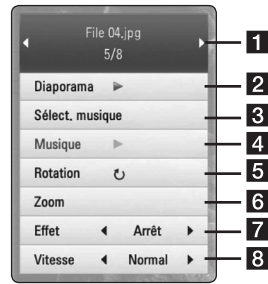 File 04.jpg
5/8
1
Diaporama
2
Sélect. musique
3
Musique
4
Rotation
5
Zoom
6
Effet Arrêt
7
Vitesse Normal
8